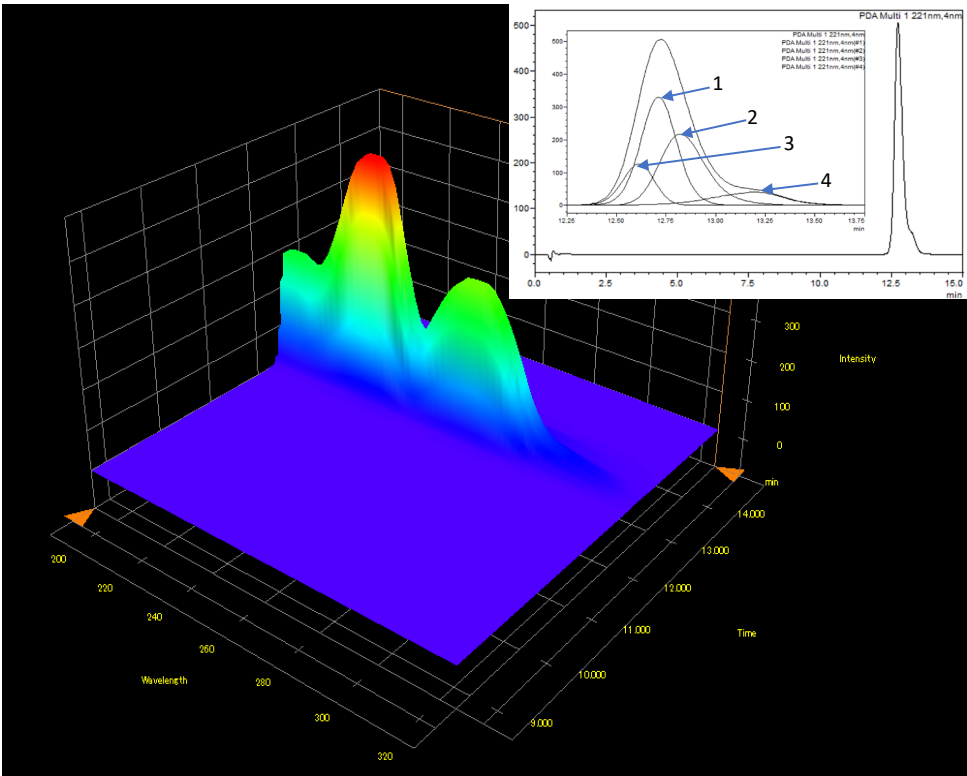 PDA Multi 1 221nm,4nm
500
400
300
200
100
0
0.0 2.5 5.0 7.5 10.0 12.5 15.0
min
PDA Multi 1 221nm,4nm
PDA Multi 1 221nm,4nm(#1)
PDA Multi 1 221nm,4nm(#2)
PDA Multi 1 221nm,4nm(#3)
PDA Multi 1 221nm,4nm(#4)
500
400
300
200
100
0
12.25 12.50 12.75 13.00 13.25 13.50 13.75
min
1
2
3
4
300
200
100
0
Intensity
min
14.000
13.000
12.000
11.000
10.000
9.000
Time
200
220
240
260
280
300
320
Wavelength